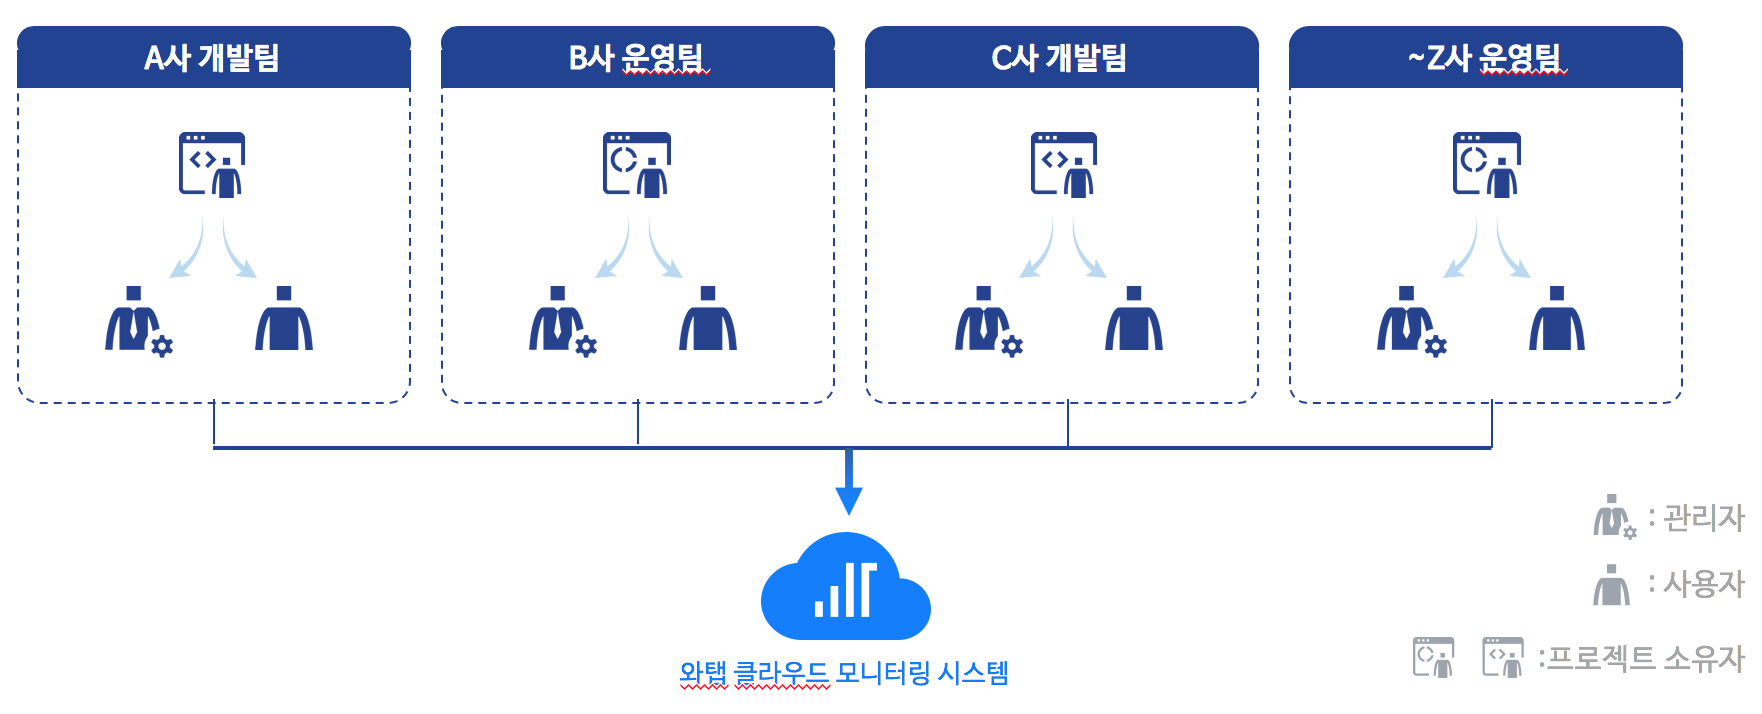 A사 개발팀
B사 운영팀
C사 개발팀
~Z사 운영팀
: 관리자
: 사용자
:프로젝트 소유자
와탭 클라우드 모니터링 시스템